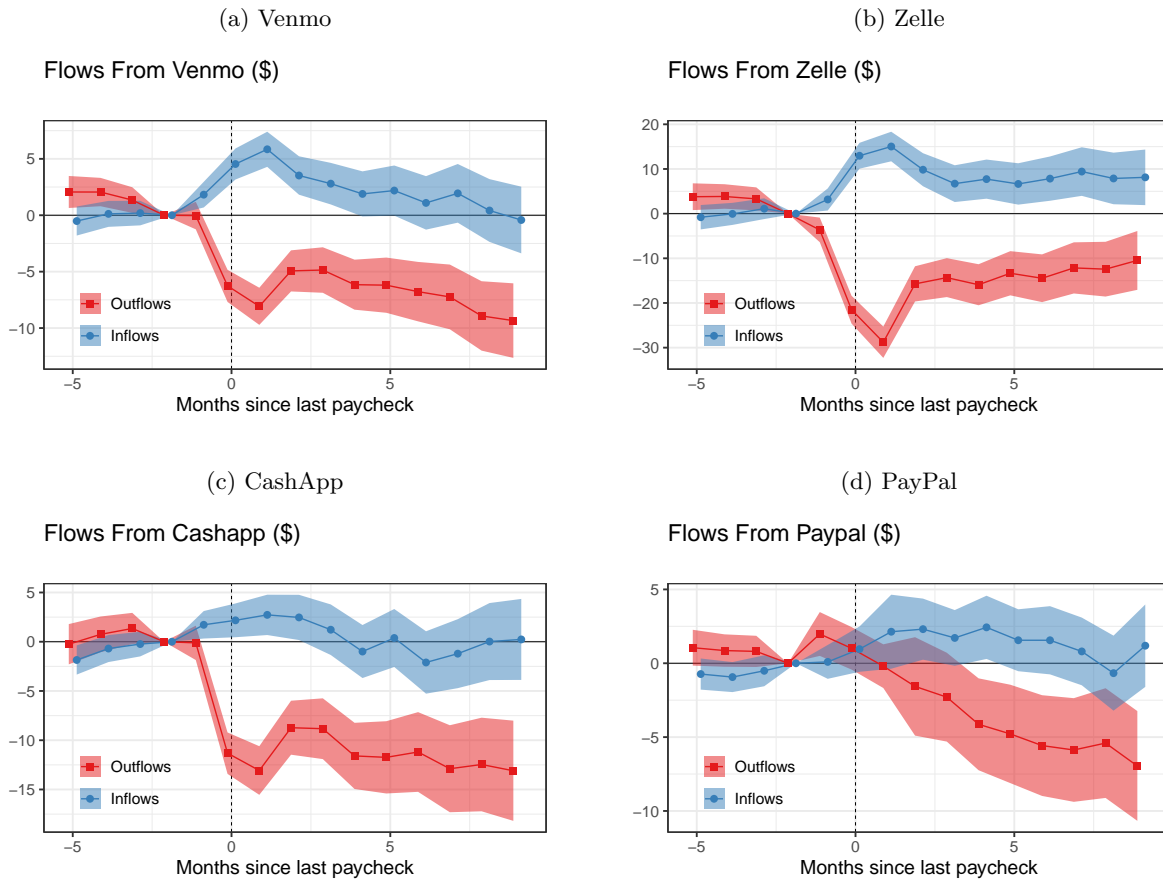 (a) Venmo
Flows From Venmo ($)
5
0
−5
−10
Outflows
Inflows
−5
0
5
Months since last paycheck
(b) Zelle
Flows From Zelle ($)
20
10
0
−10
−20
−30
Outflows
Inflows
−5
0
5
Months since last paycheck
(c) CashApp
Flows From Cashapp ($)
5
0
−5
−10
−15
Outflows
Inflows
−5
0
5
Months since last paycheck
(d) PayPal
Flows From Paypal ($)
5
0
−5
−10
Outflows
Inflows
−5
0
5
Months since last paycheck